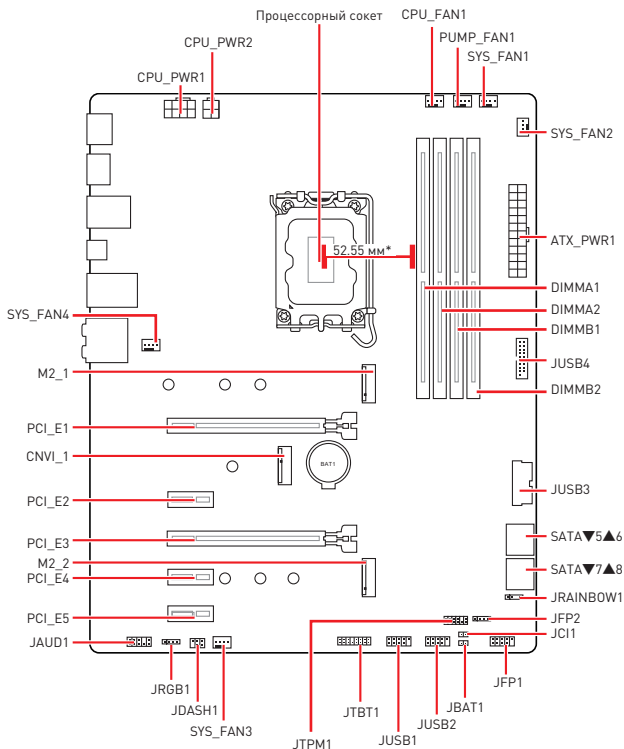 Процессорный сокет
CPU_FAN1
PUMP_FAN1
SYS_FAN1
CPU_PWR2
CPU_PWR1
SYS_FAN2
52.55 мм*
ATX_PWR1
DIMMA1
DIMMA2
DIMMB1
SYS_FAN4
JUSB4
M2_1
DIMMB2
PCI_E1
CNVI_1
BAT1
PCI_E2
JUSB3
PCI_E3
SATA▼5▲6
M2_2
SATA▼7▲8
PCI_E4
JRAINBOW1
PCI_E5
JFP2
JCI1
JAUD1
JRGB1
JDASH1
SYS_FAN3
JTBT1
JTPM1
JUSB1
JUSB2
JBAT1
JFP1